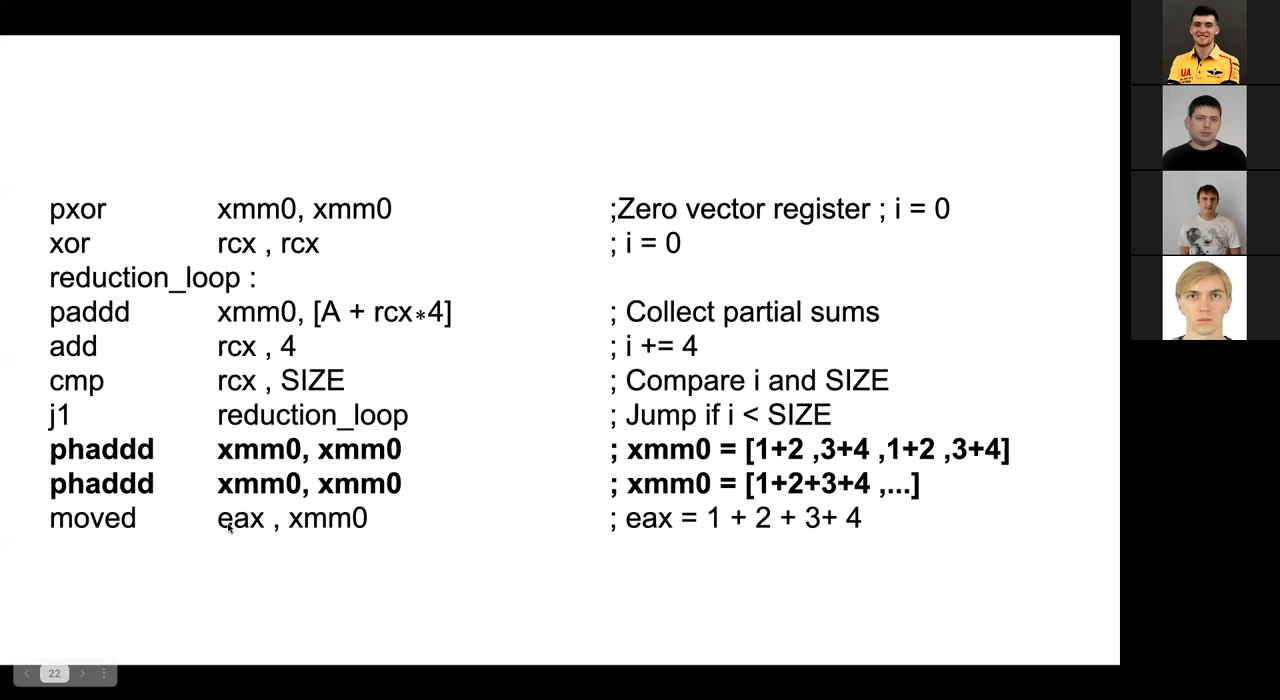 pxor xmm0, xmm0 ;Zero vector register ; i = 0
xor rcx , rcx ; i = 0
reduction_loop :
paddd xmm0, [A + rcx*4] ; Collect partial sums
add rcx , 4 ; i += 4
cmp rcx , SIZE ; Compare i and SIZE
j1 reduction_loop ; Jump if i < SIZE
phaddd xmm0, xmm0 ; xmm0 = [1+2 ,3+4 ,1+2 ,3+4]
phaddd xmm0, xmm0 ; xmm0 = [1+2+3+4 ,...]
moved eax , xmm0 ; eax = 1 + 2 + 3+ 4
22
UA